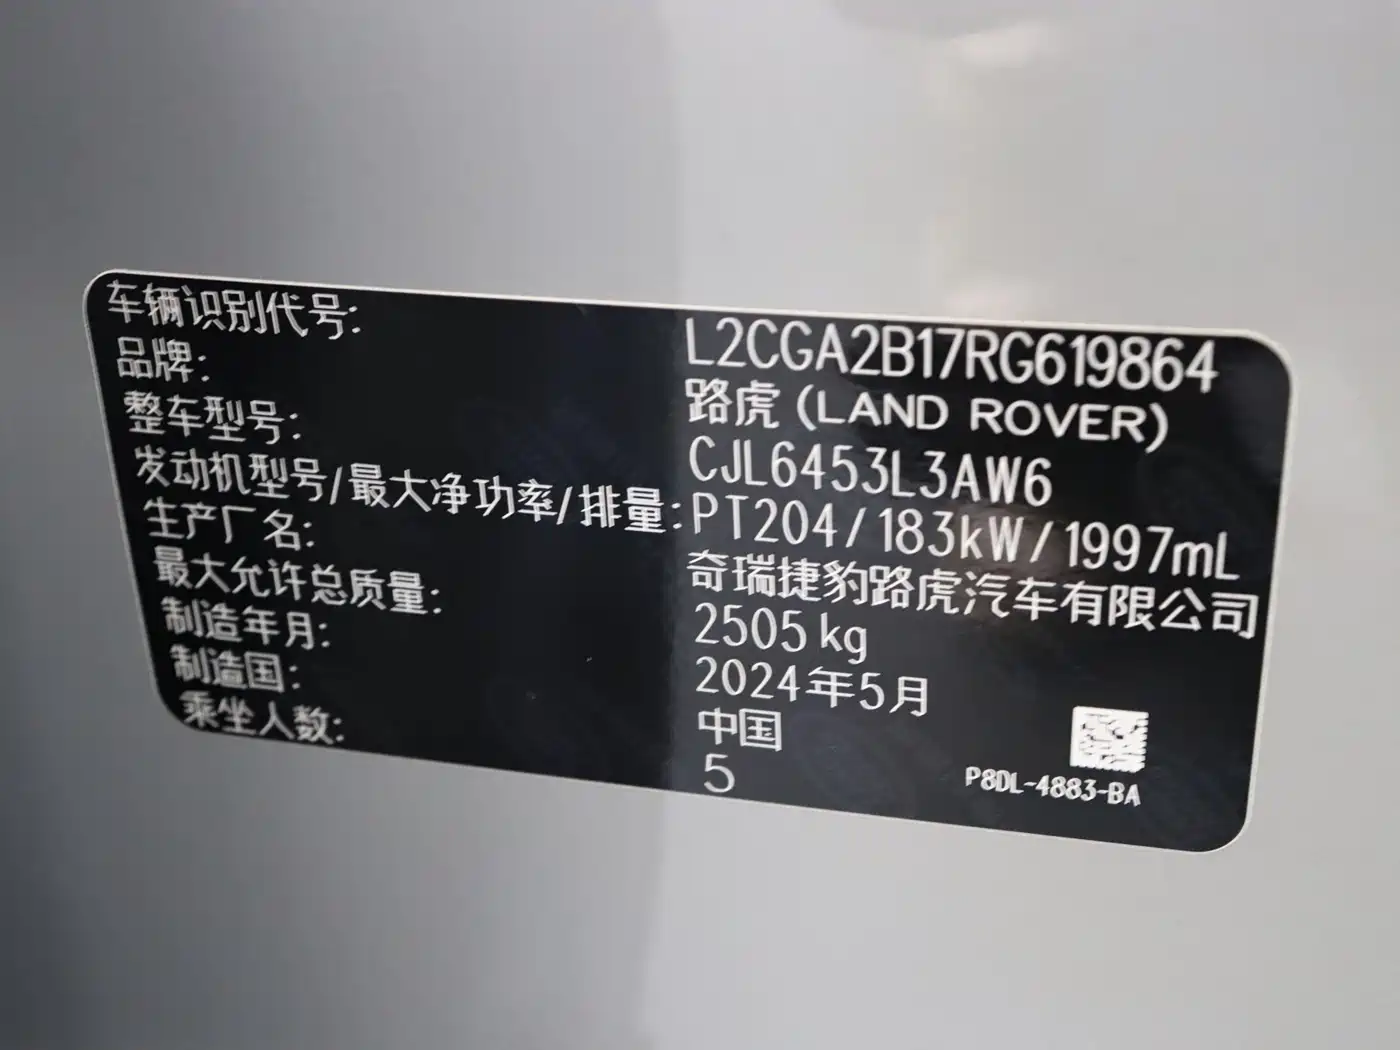 车辆识别代号: L2CGA2B17RG619864
品牌: 路虎 (LAND ROVER)
整车型号: CJL6453L3AW6
发动机型号/最大净功率/排量: PT204/183kW/1997mL
生产厂名: 奇瑞捷豹路虎汽车有限公司
最大允许总质量: 2505 kg
制造年月: 2024年5月
制造国: 中国
乘坐人数: 5
P8DL-4883-BA